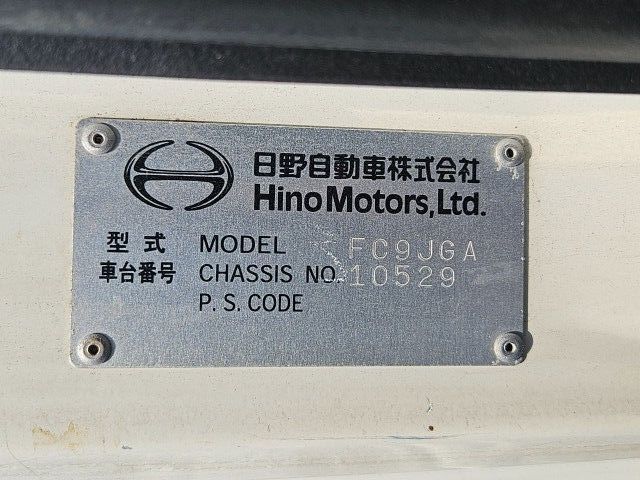 日野自動車株式会社
Hino Motors, Ltd.
型式 MODEL FC9JGA
車台番号 CHASSIS NO. 10529
P. S. CODE